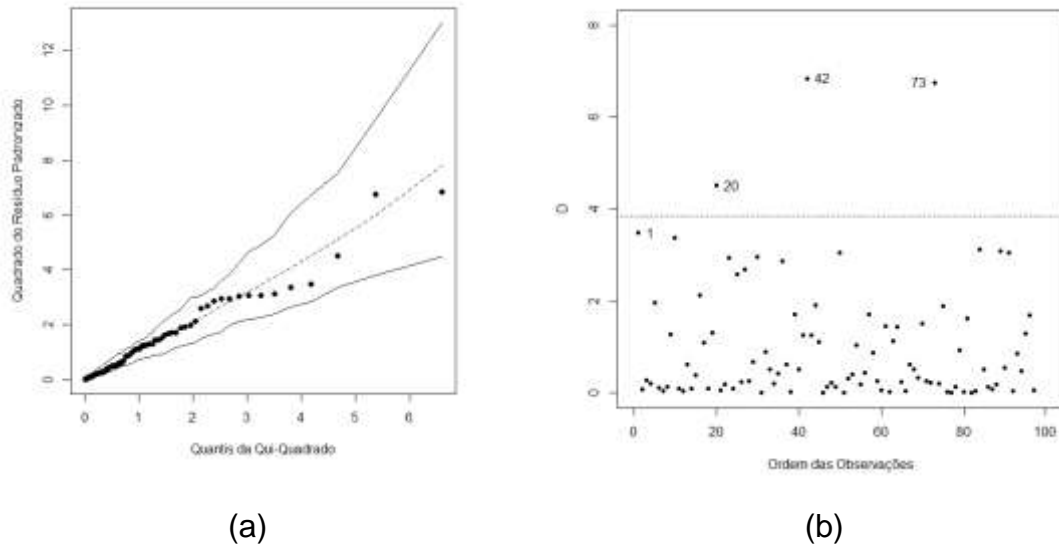 Quadrado do Resíduo Padronizado
12
10
8
6
4
2
0
0 1 2 3 4 5 6
Quantis da Qui-Quadrado
(a)
D
8
6
4
2
0
42
73
20
1
0 20 40 60 80 100
Ordem das Observações
(b)